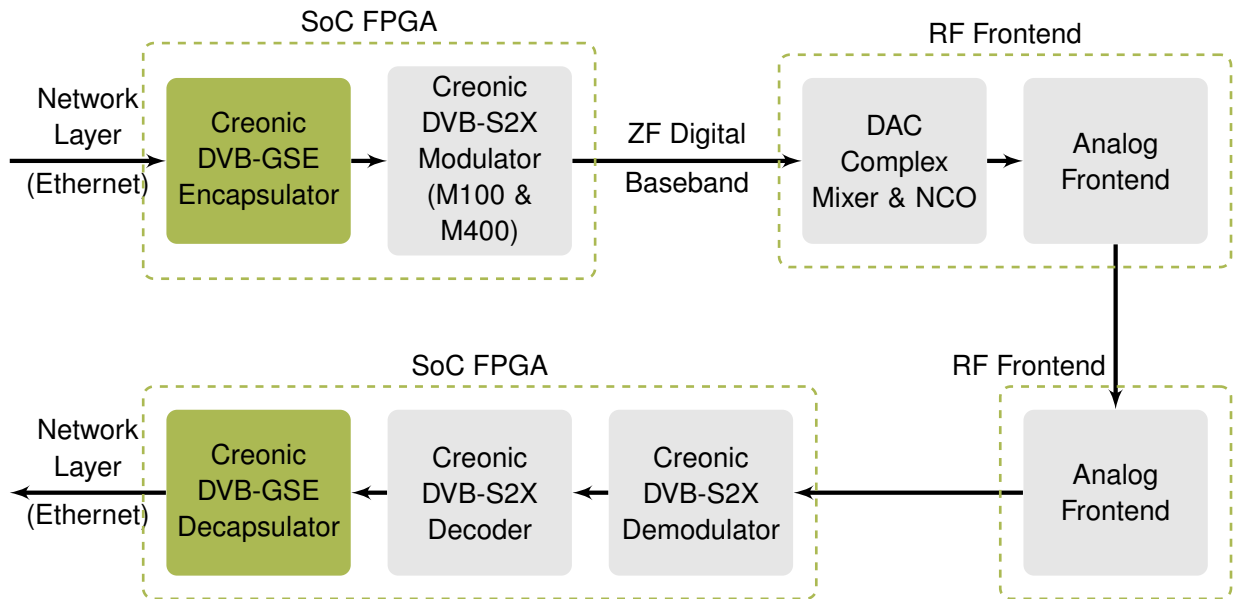 SoC FPGA
RF Frontend
Network
Layer
(Ethernet)
Creonic
DVB-GSE
Encapsulator
Creonic
DVB-S2X
Modulator
(M100 &
M400)
ZF Digital
Baseband
DAC
Complex
Mixer & NCO
Analog
Frontend
SoC FPGA
RF Frontend
Network
Layer
(Ethernet)
Creonic
DVB-GSE
Decapsulator
Creonic
DVB-S2X
Decoder
Creonic
DVB-S2X
Demodulator
Analog
Frontend